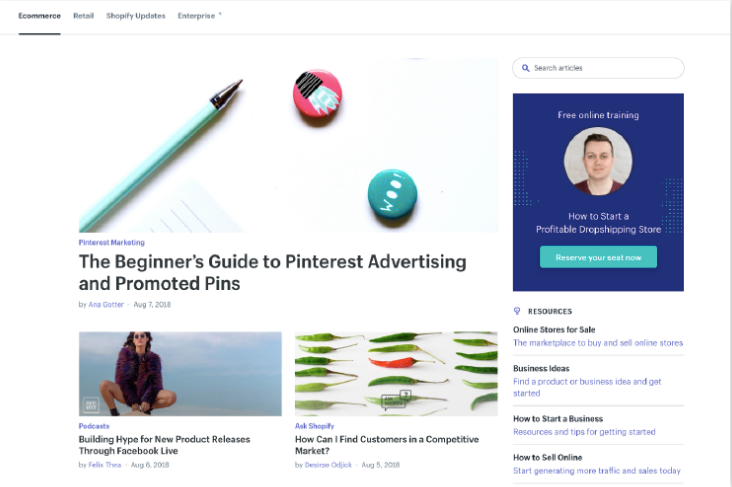 Ecommerce Retail Shopify Updates Enterprise
Search articles
WOO!
Pinterest Marketing
The Beginner's Guide to Pinterest Advertising
and Promoted Pins
by Ana Gotter · Aug 7, 2018
Podcasts
Building Hype for New Product Releases
Through Facebook Live
by Felix Thea · Aug 6, 2018
Ask Shopify
How Can I Find Customers in a Competitive
Market?
by Desirae Odjick · Aug 5, 2018
Free online training
How to Start a
Profitable Dropshipping Store
Reserve your seat now
RESOURCES
Online Stores for Sale
The marketplace to buy and sell online stores
Business Ideas
Find a product or business idea and get
started
How to Start a Business
Resources and tips for getting started
How to Sell Online
Start generating more traffic and sales today